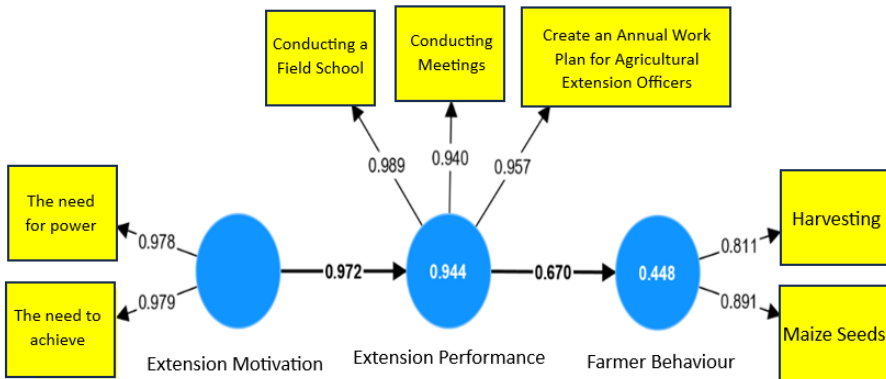 Conducting a
Field School
Conducting
Meetings
Create an Annual Work
Plan for Agricultural
Extension Officers
0.989
0.940
0.957
The need
for power
Harvesting
0.978
0.811
0.972
0.944
0.670
0.448
0.979
0.891
The need to
achieve
Maize Seeds
Extension Motivation
Extension Performance
Farmer Behaviour